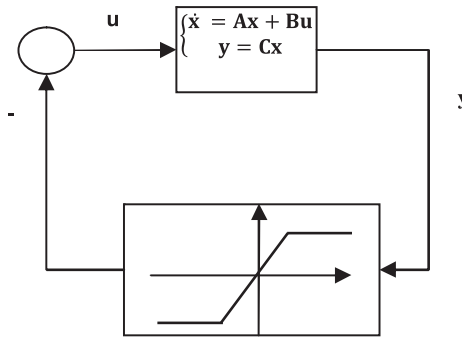 u
ẋ = Ax + Bu
y = Cx
y
-